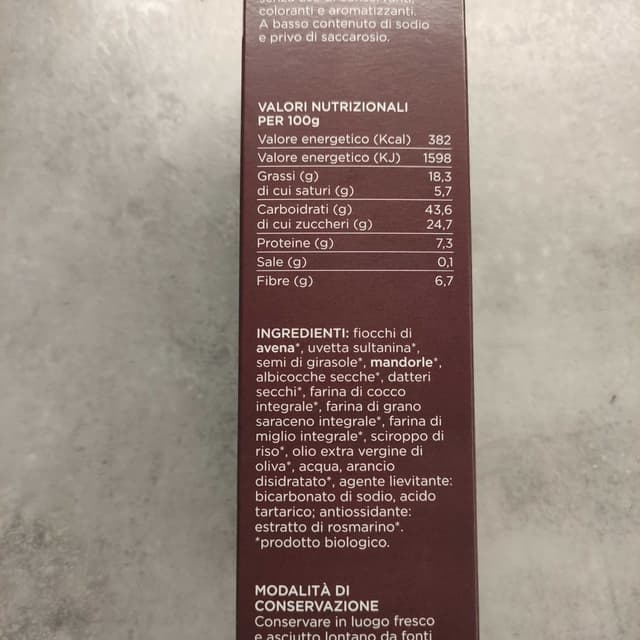 coloranti e aromatizzanti.
A basso contenuto di sodio
e privo di saccarosio.
VALORI NUTRIZIONALI
PER 100g
Valore energetico (Kcal) 382
Valore energetico (KJ) 1598
Grassi (g) 18,3
di cui saturi (g) 5,7
Carboidrati (g) 43,6
di cui zuccheri (g) 24,7
Proteine (g) 7,3
Sale (g) 0,1
Fibre (g) 6,7
INGREDIENTI: fiocchi di
avena*, uvetta sultanina*,
semi di girasole*, mandorle*,
albicocche secche*, datteri
secchi*, farina di cocco
integrale*, farina di grano
saraceno integrale*, farina di
miglio integrale*, sciroppo di
riso*, olio extra vergine di
oliva*, acqua, arancio
disidratato*, agente lievitante:
bicarbonato di sodio, acido
tartarico; antiossidante:
estratto di rosmarino*.
*prodotto biologico.
MODALITÀ DI
CONSERVAZIONE
Conservare in luogo fresco
e asciutto lontano da fonti